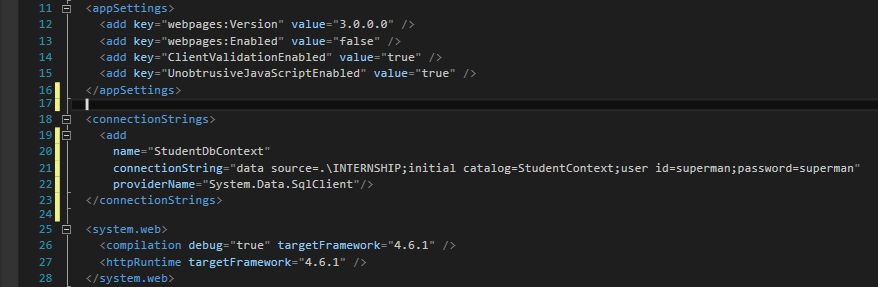 11 <appSettings>
12 <add key="webpages:Version" value="3.0.0.0" />
13 <add key="webpages:Enabled" value="false" />
14 <add key="ClientValidationEnabled" value="true" />
15 <add key="UnobtrusiveJavaScriptEnabled" value="true" />
16 </appSettings>
17
18 <connectionStrings>
19 <add
20 name="StudentDbContext"
21 connectionString="data source=.\INTERNSHIP;initial catalog=StudentContext;user id=superman;password=superman"
22 providerName="System.Data.SqlClient"/>
23 </connectionStrings>
24
25 <system.web>
26 <compilation debug="true" targetFramework="4.6.1" />
27 <httpRuntime targetFramework="4.6.1" />
28 </system.web>